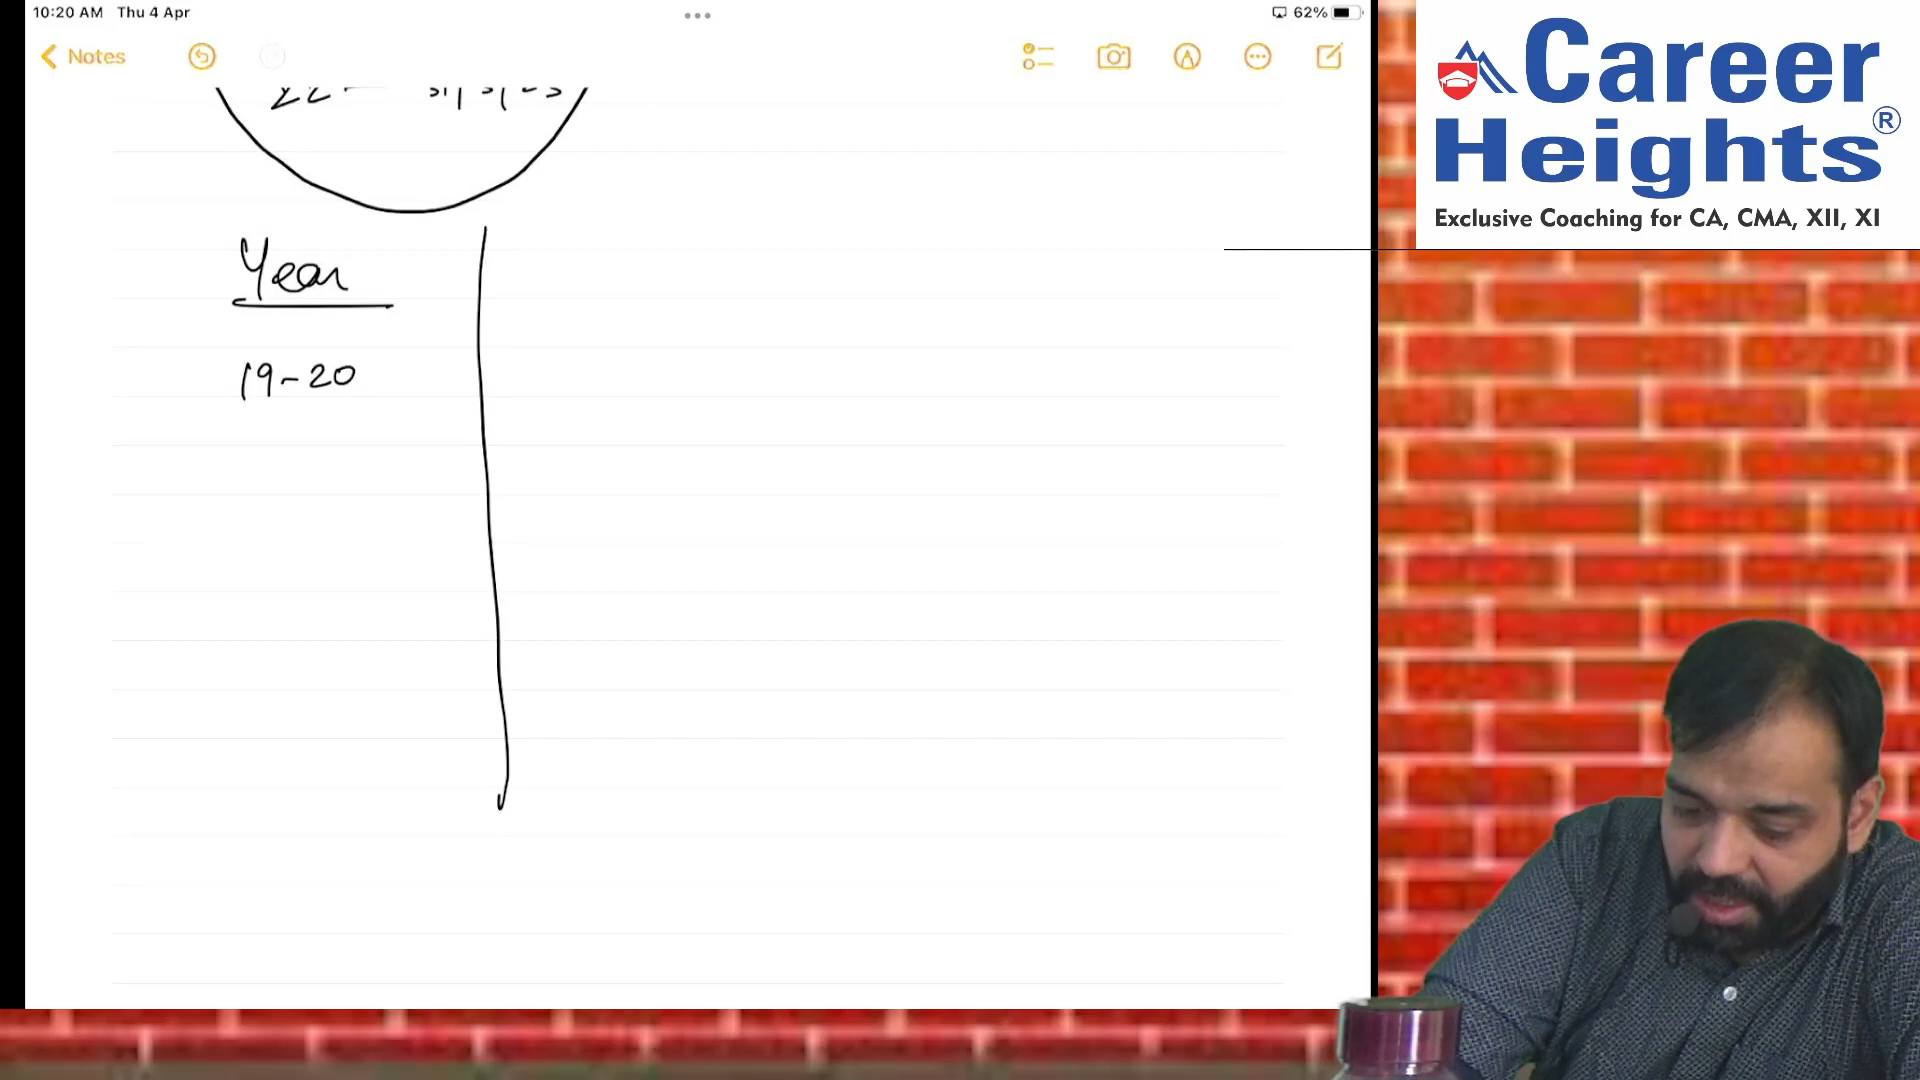 10:20 AM Thu 4 Apr
62%
Notes
Career
Heights®
Exclusive Coaching for CA, CMA, XII, XI
Year
19-20